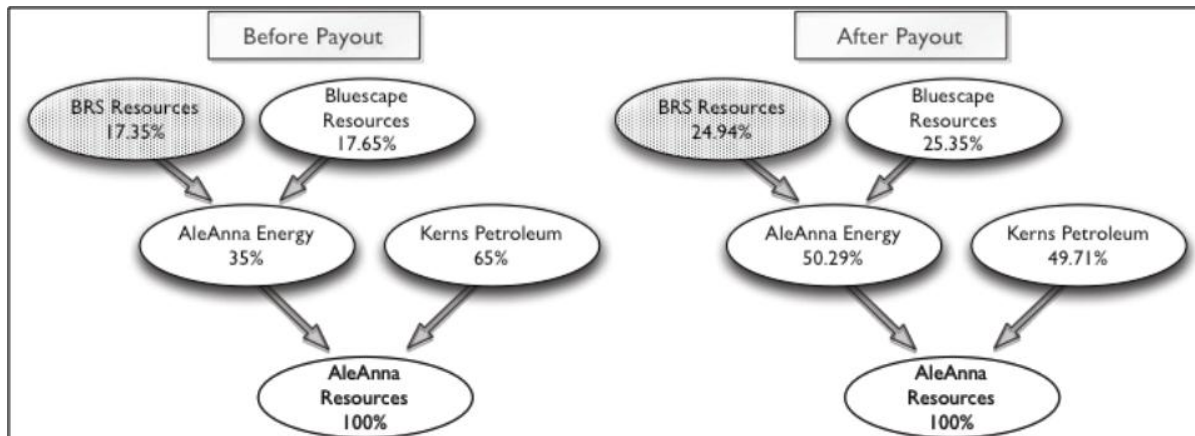 Before Payout
BRS Resources
17.35%
Bluescape
Resources
17.65%
AleAnna Energy
35%
Kerns Petroleum
65%
AleAnna
Resources
100%
After Payout
BRS Resources
24.94%
Bluescape
Resources
25.35%
AleAnna Energy
50.29%
Kerns Petroleum
49.71%
AleAnna
Resources
100%